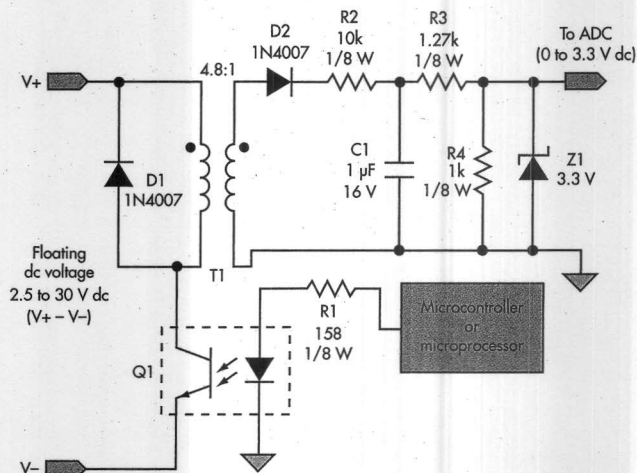 D2
1N4007
R2
10k
1/8 W
R3
1.27k
1/8 W
To ADC
(0 to 3.3 V dc)
V+
4.8:1
D1
1N4007
C1
1 µF
16 V
R4
1k
1/8 W
Z1
3.3 V
Floating
dc voltage
2.5 to 30 V dc
(V+ – V–)
T1
R1
158
1/8 W
Microcontroller
or
microprocessor
Q1
V–